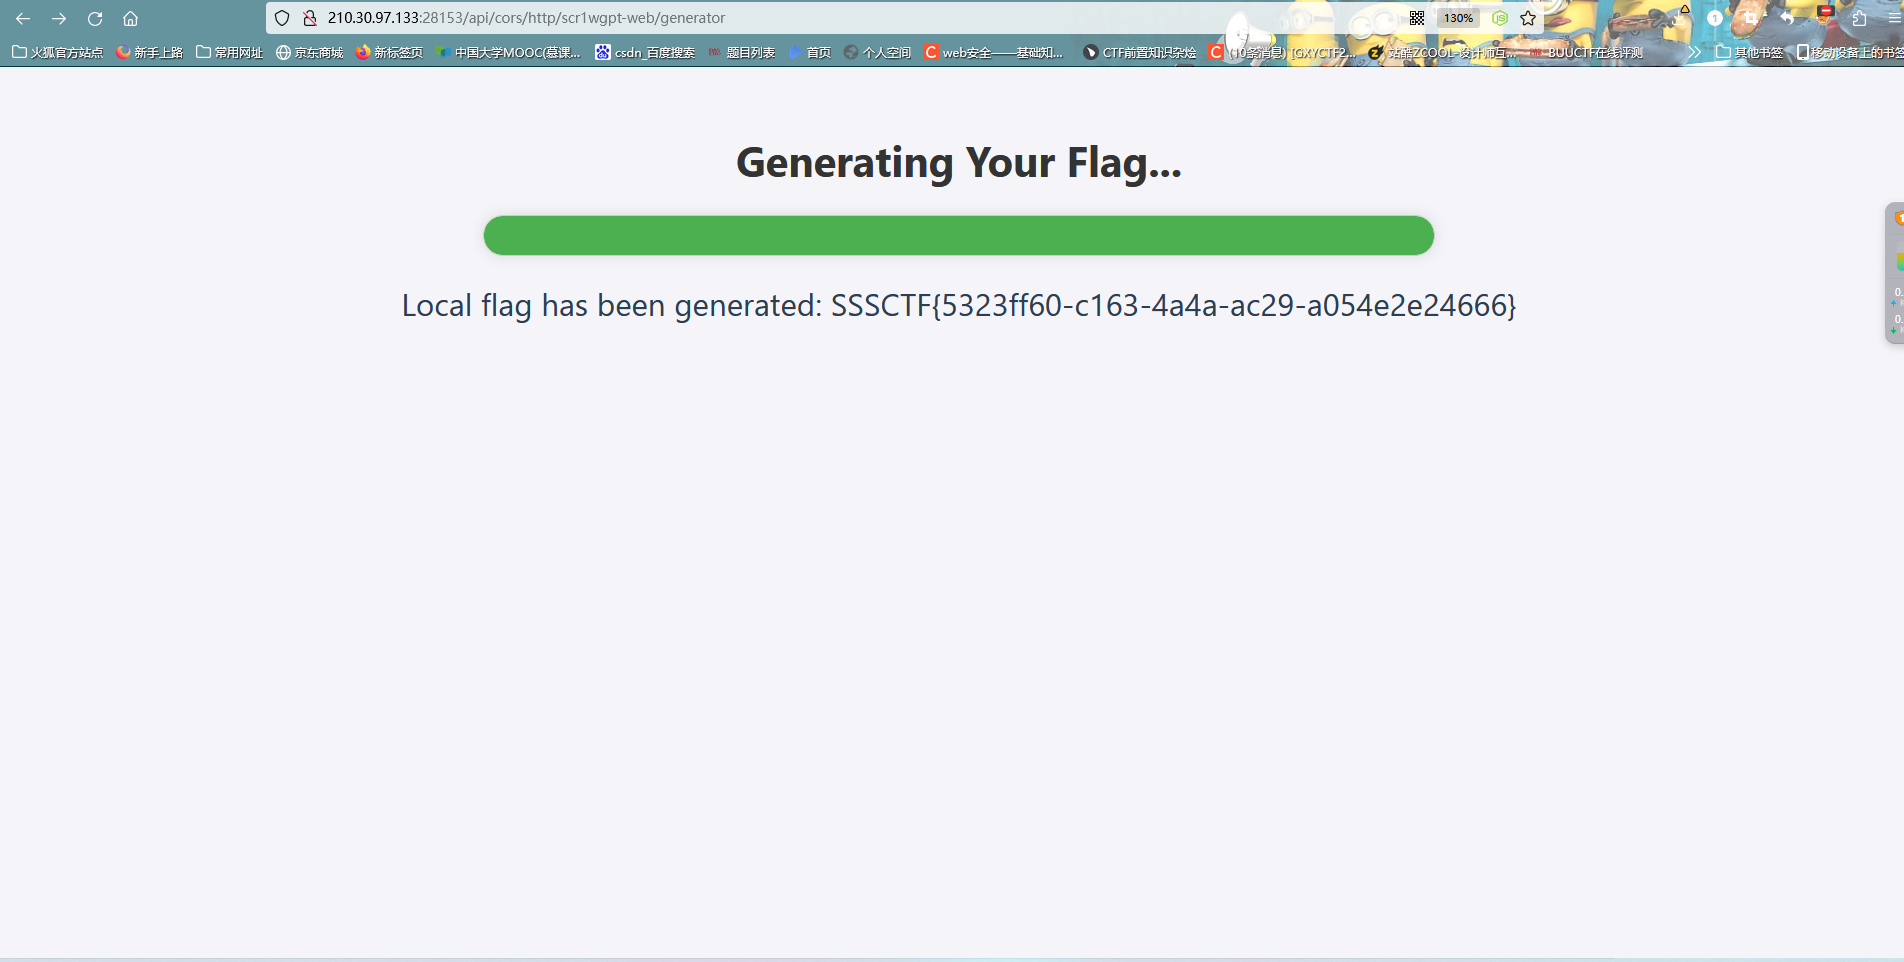 210.30.97.133:28153/api/cors/http/scr1wgpt-web/generator 130%
火狐官方站点 新手上路 常用网址 京东商城 新标签页 中国大学MOOC(慕课... csdn_百度搜索 题目列表 首页 个人空间 web安全——基础知... CTF前置知识杂烩 (10条消息) [GXYCTF2... 站酷ZCOOL-设计师互... BUUCTF在线评测 其他书签 移动设备上的书签
Generating Your Flag...
Local flag has been generated: SSSCTF{5323ff60-c163-4a4a-ac29-a054e2e24666}
0.
0.